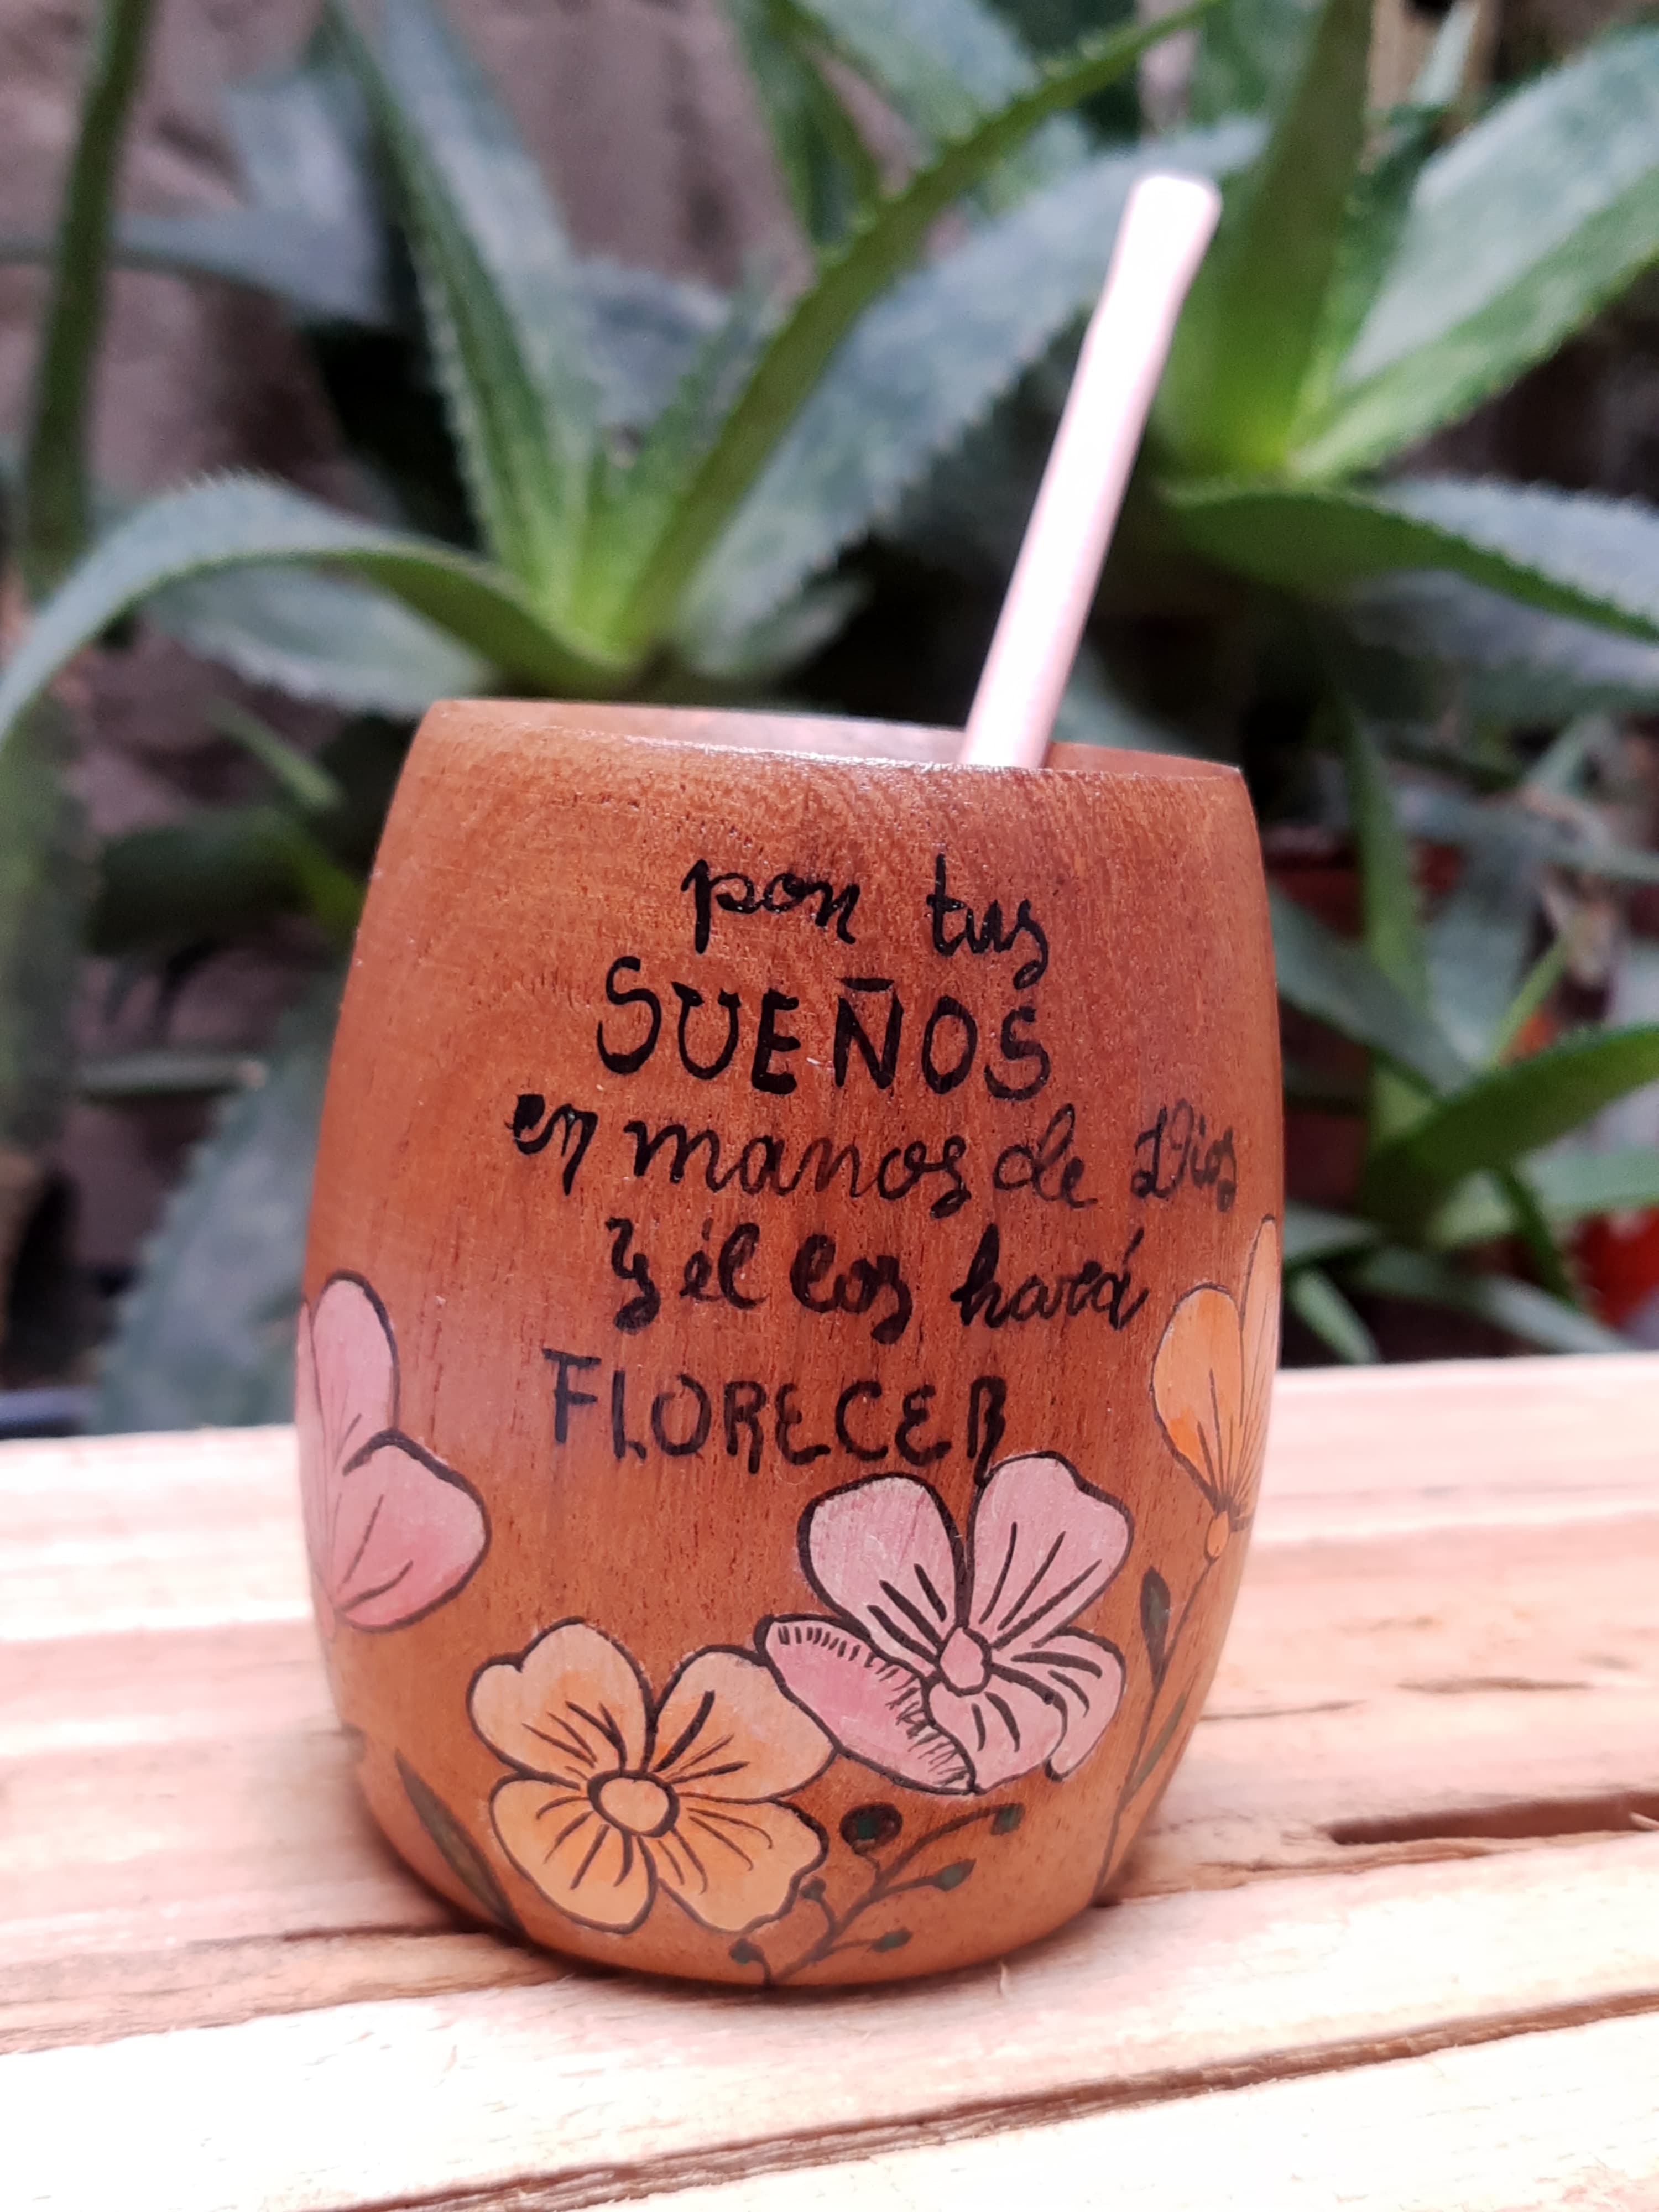 pon tus
SUEÑOS
en manos de Dios
y él los hará
FLORECER